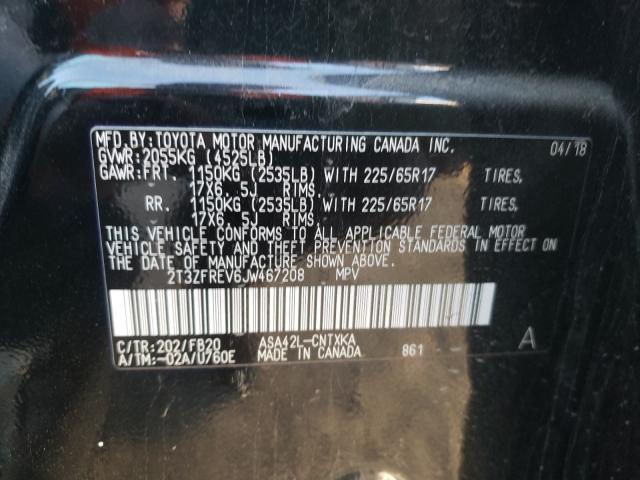 MFD.BY:TOYOTA MOTOR MANUFACTURING CANADA INC. 04/18
GVWR:2055KG (4525LB)
GAWR:FRT. 1150KG (2535LB) WITH 225/65R17 TIRES,
17X6. 5J RIMS.
RR. 1150KG (2535LB) WITH 225/65R17 TIRES,
17X6. 5J RIMS.
THIS VEHICLE CONFORMS TO ALL APPLICABLE FEDERAL MOTOR
VEHICLE SAFETY AND THEFT PREVENTION STANDARDS IN EFFECT ON
THE DATE OF MANUFACTURE SHOWN ABOVE.
2T3ZFREV6JW467208 MPV
C/TR:202/FB20 ASA42L-CNTXKA A
A/TM:-02A/U760E MADE IN CANADA 861